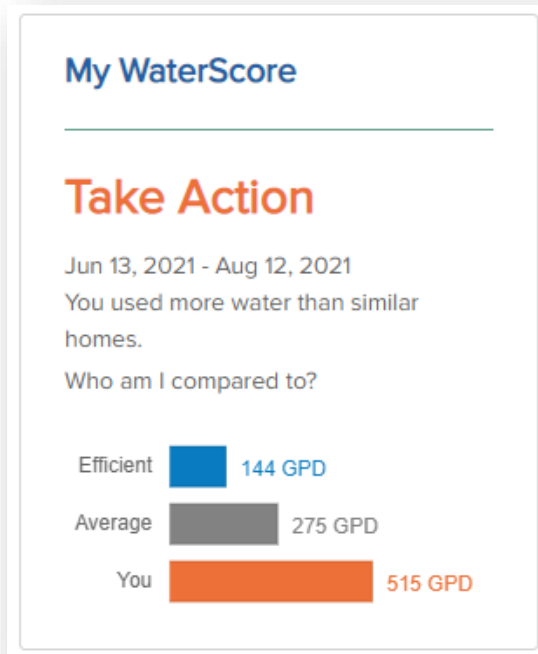 My WaterScore
Take Action
Jun 13, 2021 - Aug 12, 2021
You used more water than similar
homes.
Who am I compared to?
Efficient 144 GPD
Average 275 GPD
You 515 GPD